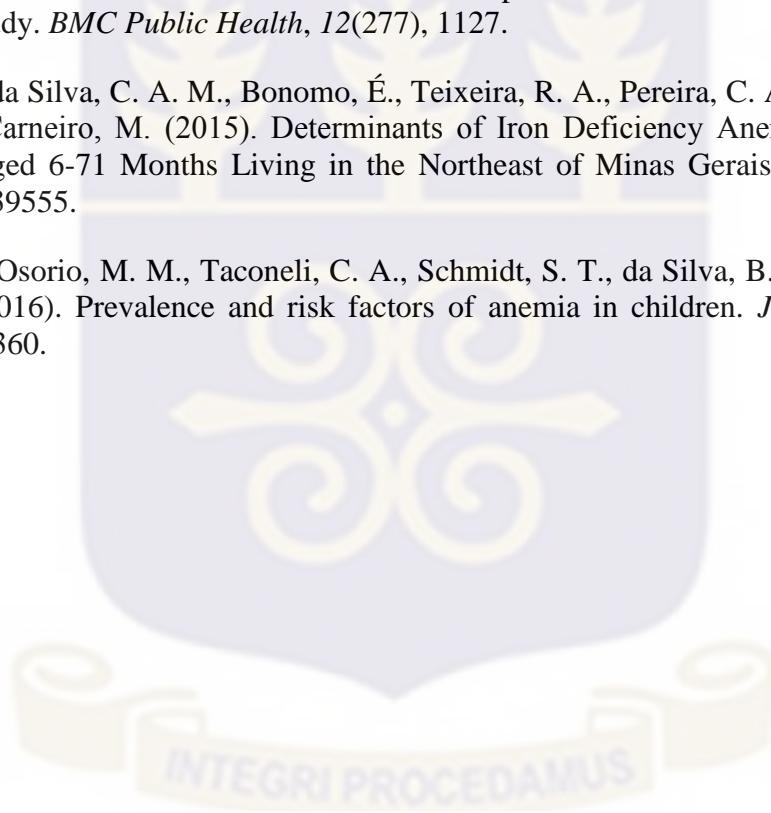 udy. BMC Public Health, 12(277), 1127.
da Silva, C. A. M., Bonomo, É., Teixeira, R. A., Pereira, C. A
Carneiro, M. (2015). Determinants of Iron Deficiency Anem
ged 6-71 Months Living in the Northeast of Minas Gerais
39555.
Osorio, M. M., Taconeli, C. A., Schmidt, S. T., da Silva, B.
016). Prevalence and risk factors of anemia in children. J
360.
INTEGRI PROCEDAMUS